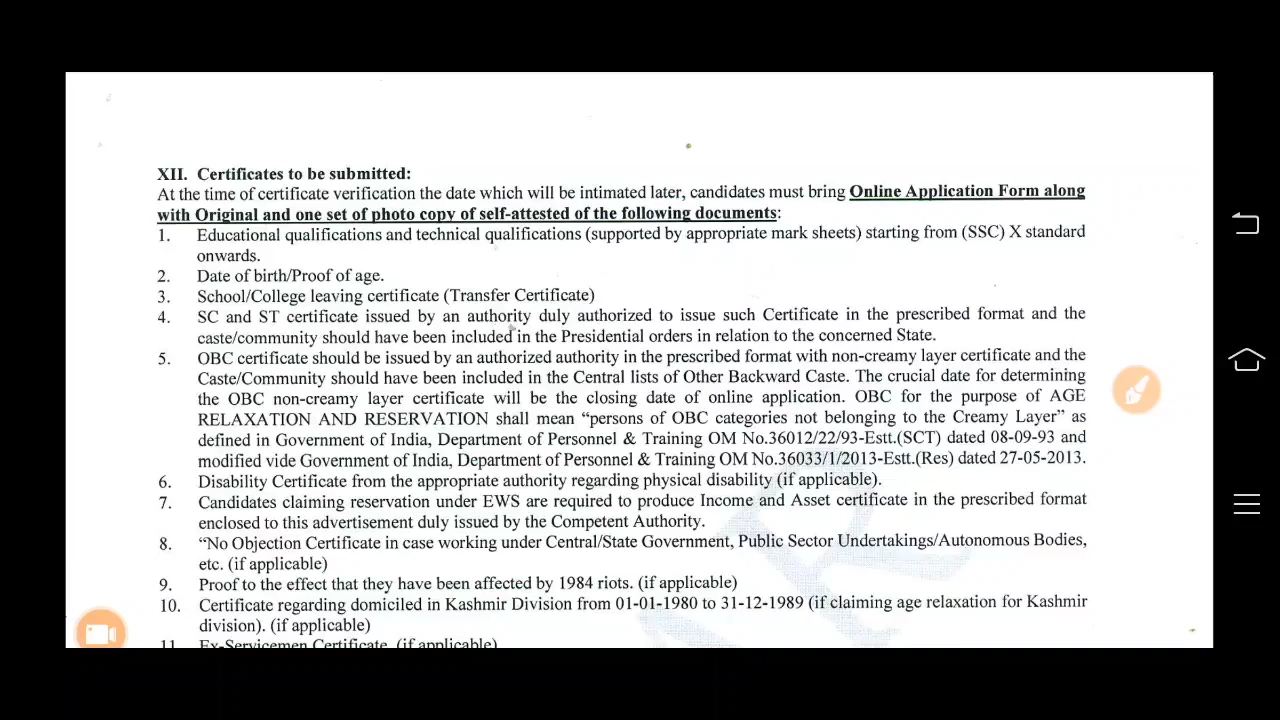 XII. Certificates to be submitted:
At the time of certificate verification the date which will be intimated later, candidates must bring Online Application Form along
with Original and one set of photo copy of self-attested of the following documents:
1. Educational qualifications and technical qualifications (supported by appropriate mark sheets) starting from (SSC) X standard
onwards.
2. Date of birth/Proof of age.
3. School/College leaving certificate (Transfer Certificate)
4. SC and ST certificate issued by an authority duly authorized to issue such Certificate in the prescribed format and the
caste/community should have been included in the Presidential orders in relation to the concerned State.
5. OBC certificate should be issued by an authorized authority in the prescribed format with non-creamy layer certificate and the
Caste/Community should have been included in the Central lists of Other Backward Caste. The crucial date for determining
the OBC non-creamy layer certificate will be the closing date of online application. OBC for the purpose of AGE
RELAXATION AND RESERVATION shall mean “persons of OBC categories not belonging to the Creamy Layer” as
defined in Government of India, Department of Personnel & Training OM No.36012/22/93-Estt.(SCT) dated 08-09-93 and
modified vide Government of India, Department of Personnel & Training OM No.36033/1/2013-Estt.(Res) dated 27-05-2013.
6. Disability Certificate from the appropriate authority regarding physical disability (if applicable).
7. Candidates claiming reservation under EWS are required to produce Income and Asset certificate in the prescribed format
enclosed to this advertisement duly issued by the Competent Authority.
8. “No Objection Certificate in case working under Central/State Government, Public Sector Undertakings/Autonomous Bodies,
etc. (if applicable)
9. Proof to the effect that they have been affected by 1984 riots. (if applicable)
10. Certificate regarding domiciled in Kashmir Division from 01-01-1980 to 31-12-1989 (if claiming age relaxation for Kashmir
division). (if applicable)
11. Ex-Servicemen Certificate. (if applicable)